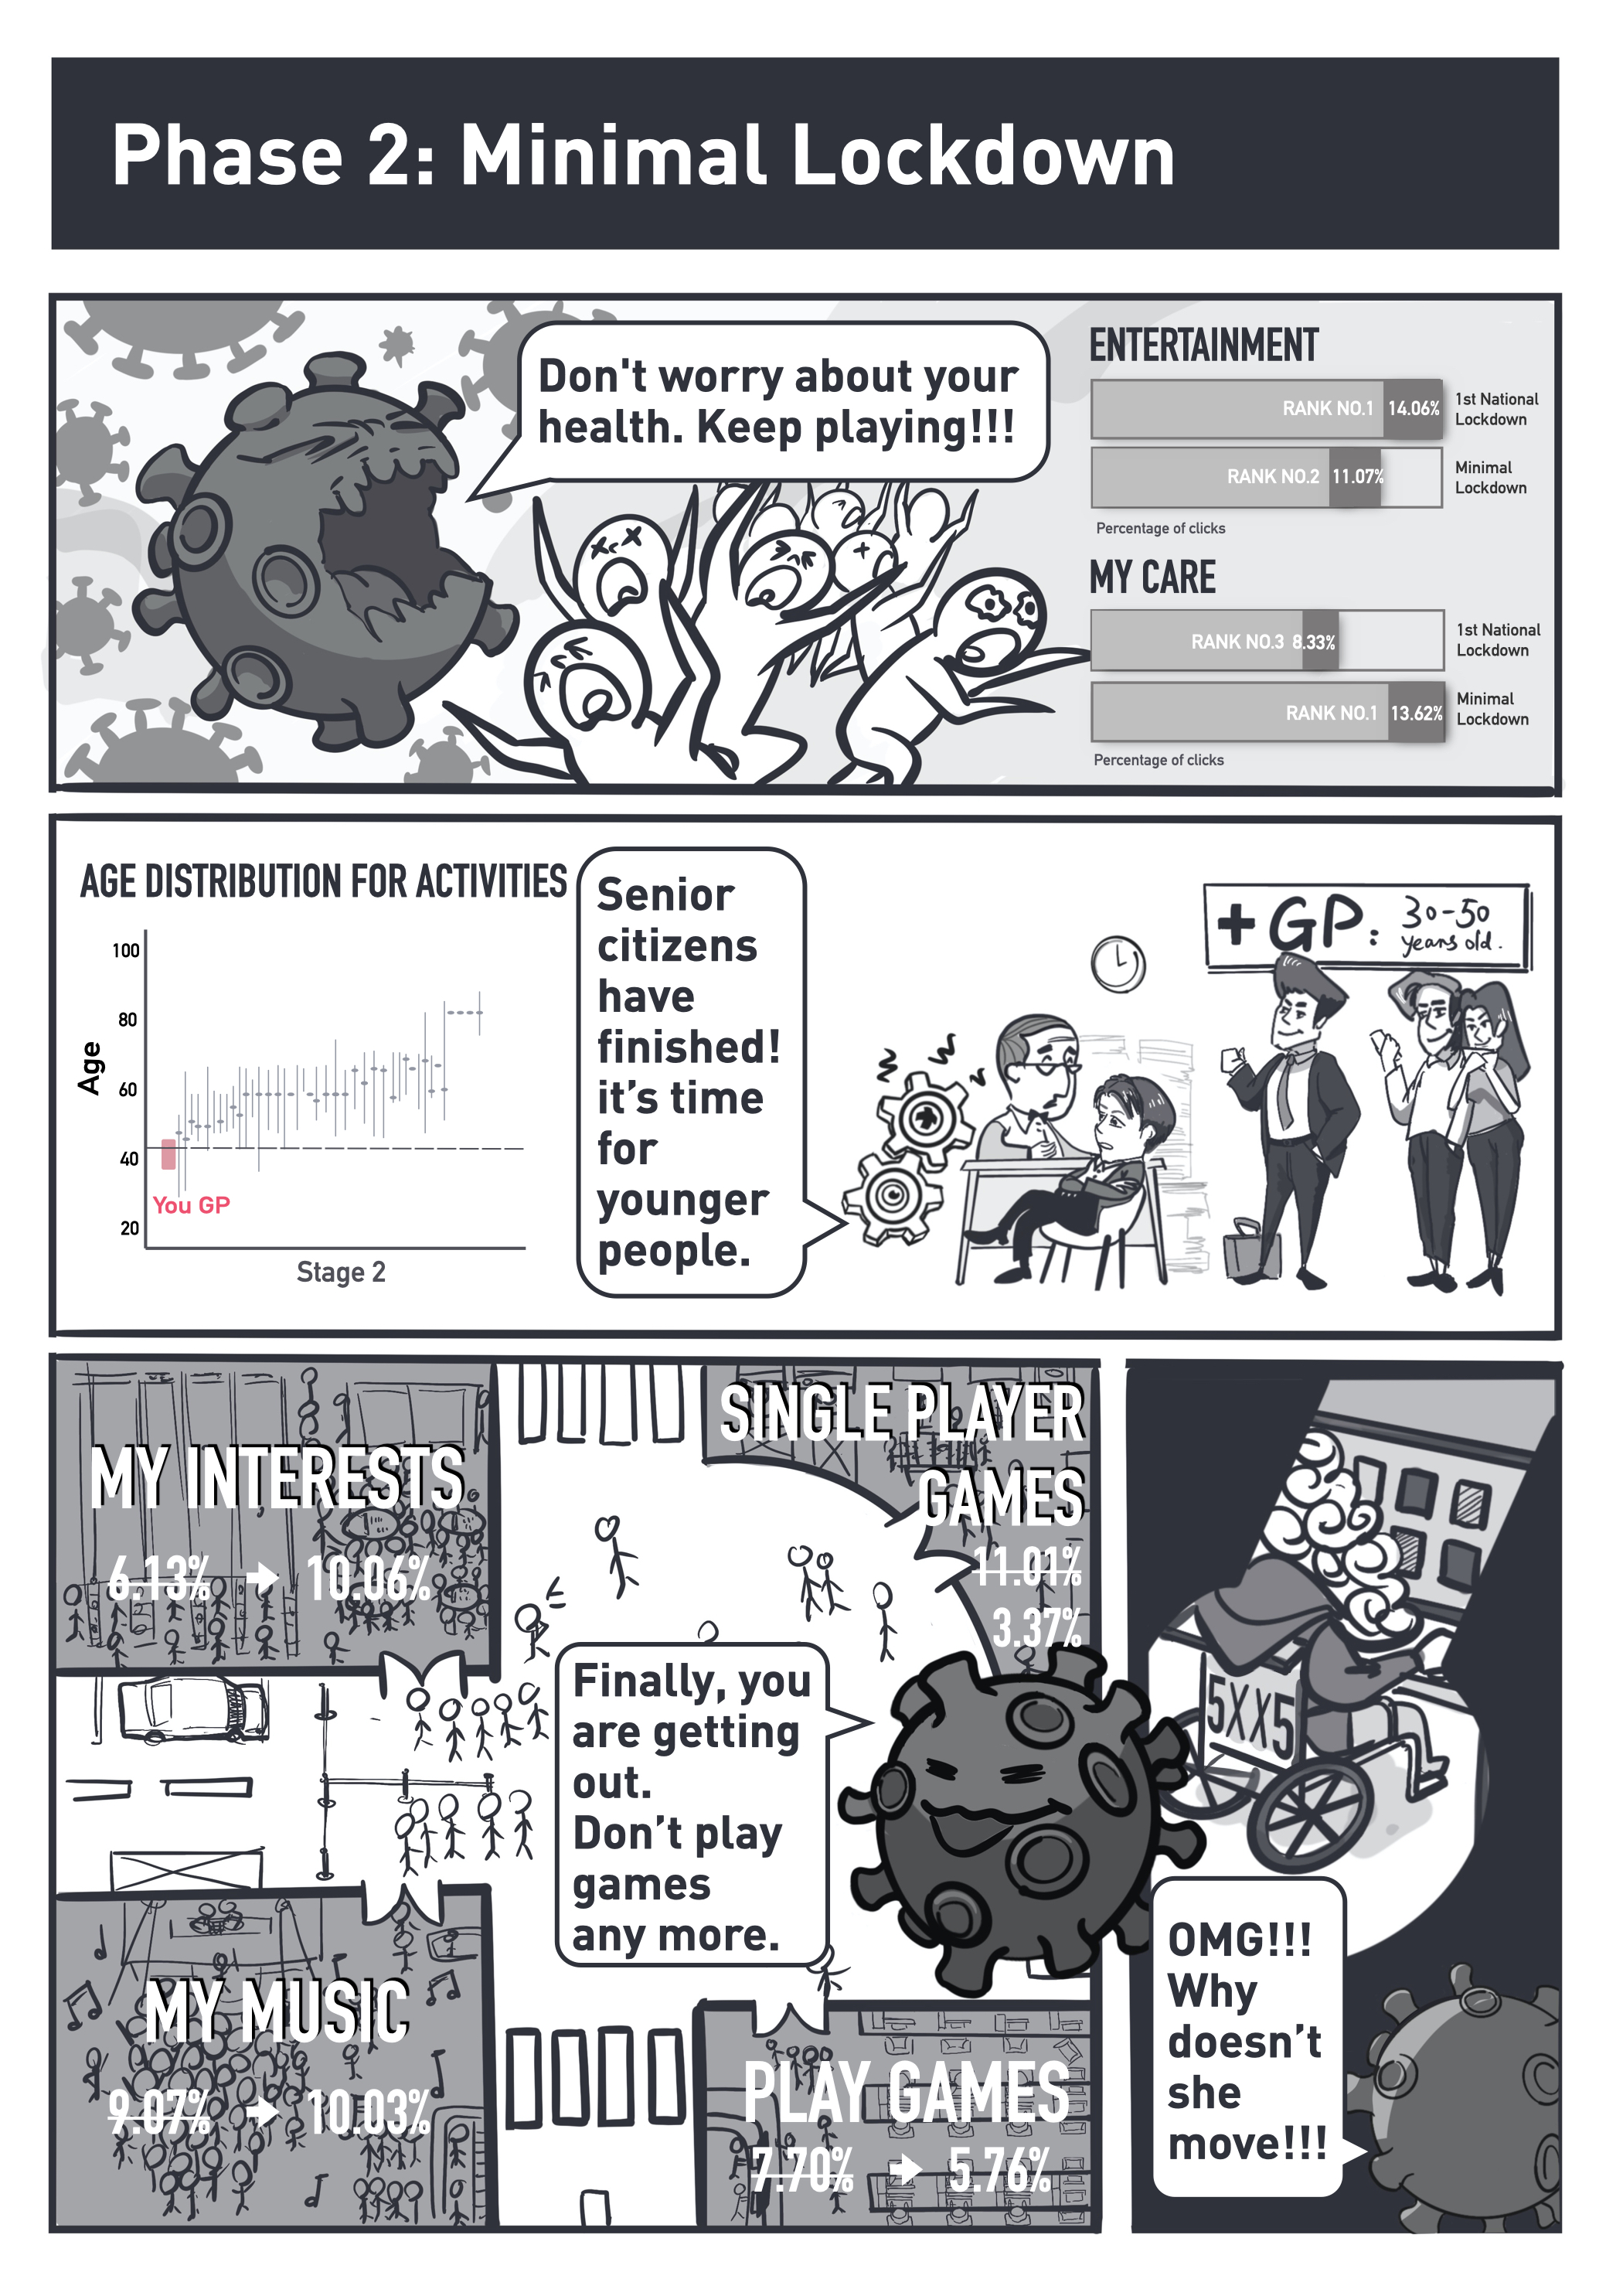 Phase 2: Minimal Lockdown
Don't worry about your
health. Keep playing!!!
ENTERTAINMENT
RANK NO.1 14.06%
1st National
Lockdown
RANK NO.2 11.07%
Minimal
Lockdown
Percentage of clicks
MY CARE
RANK NO.3 8.33%
1st National
Lockdown
RANK NO.1 13.62%
Minimal
Lockdown
Percentage of clicks
AGE DISTRIBUTION FOR ACTIVITIES
100
80
60
40
20
Age
You GP
Stage 2
Senior
citizens
have
finished!
it's time
for
younger
people.
+ GP: 30-50
years old.
MY INTERESTS
6.13% → 10.06%
SINGLE PLAYER
GAMES
11.01%
3.37%
Finally, you
are getting
out.
Don't play
games
any more.
MY MUSIC
9.07% → 10.03%
PLAY GAMES
7.70% → 5.76%
5XX5
OMG!!!
Why
doesn't
she
move!!!